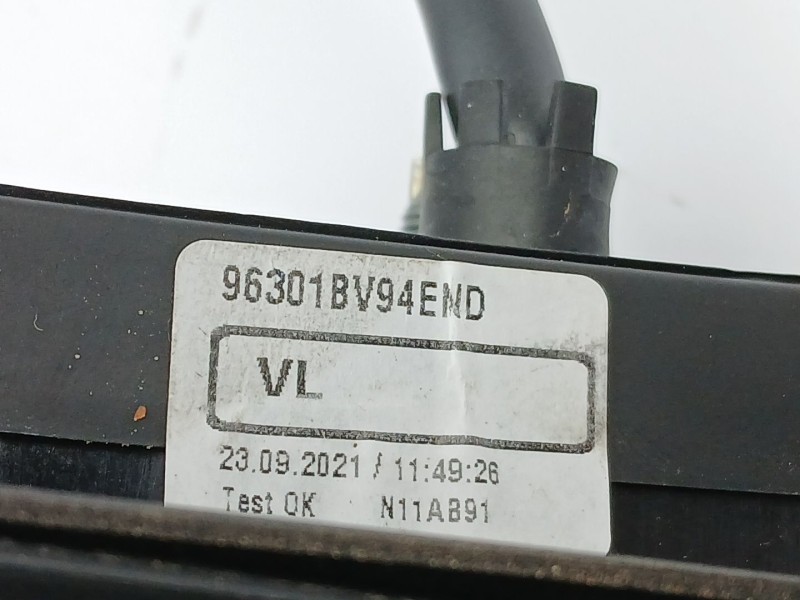 96301BV94END
VL
23.09.2021 / 11:49:26
Test OK N11AB91